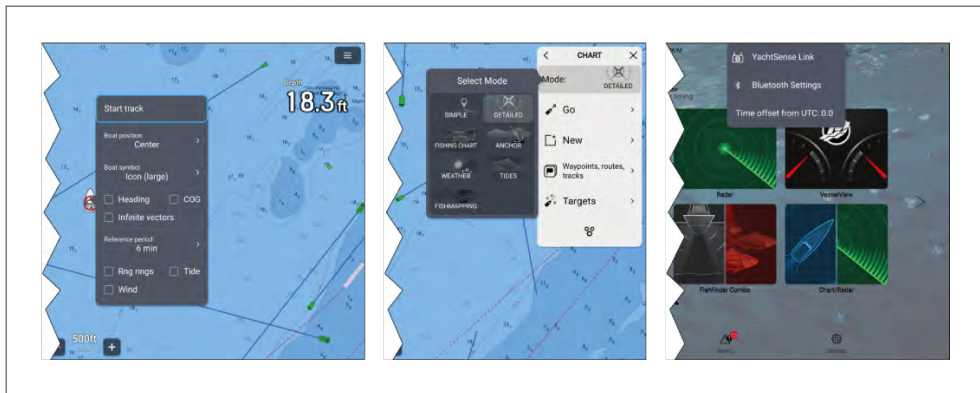 Depth
18.3 ft
Start track
Boat position
Center
Boat symbol
Icon (large)
Heading
COG
Infinite vectors
Reference period:
6 min
Rng rings
Tide
Wind
500ft
+
CHART
Select Mode
Mode:
DETAILED
SIMPLE
DETAILED
Go
FISHING CHART
ANCHOR
New
WEATHER
TIDES
Waypoints, routes,
tracks
FISHMAPPING
Targets
YachtSense Link
Bluetooth Settings
Time offset from UTC: 0.0
Radar
VesselView
Fishfinder Combo
Chart/Radar
Settings